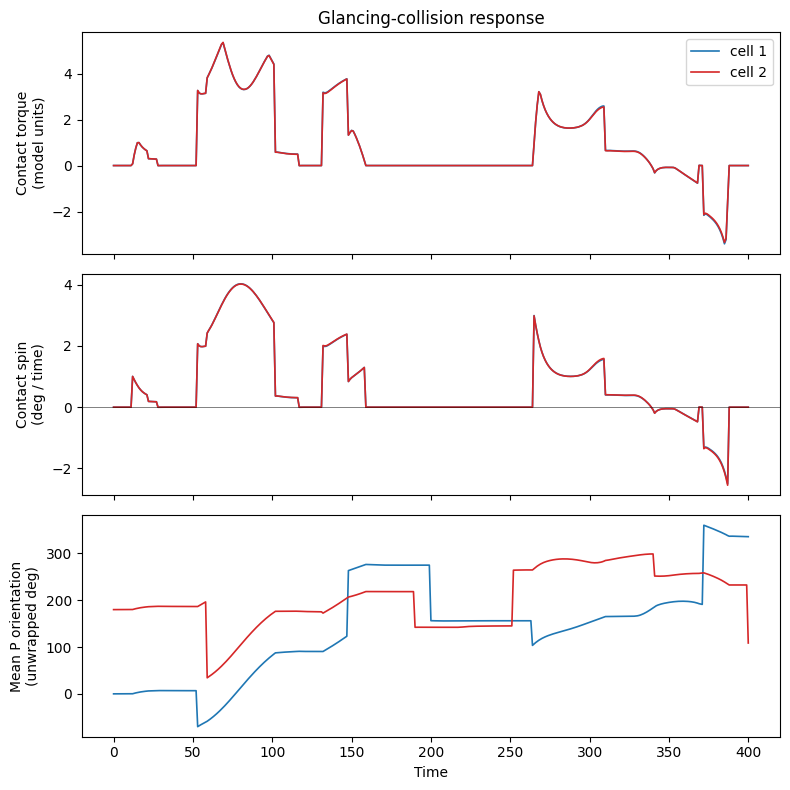 Glancing-collision response
Contact torque
(model units)
4
2
0
−2
cell 1
cell 2
Contact spin
(deg / time)
4
2
0
−2
Mean P orientation
(unwrapped deg)
300
200
100
0
0 50 100 150 200 250 300 350 400
Time